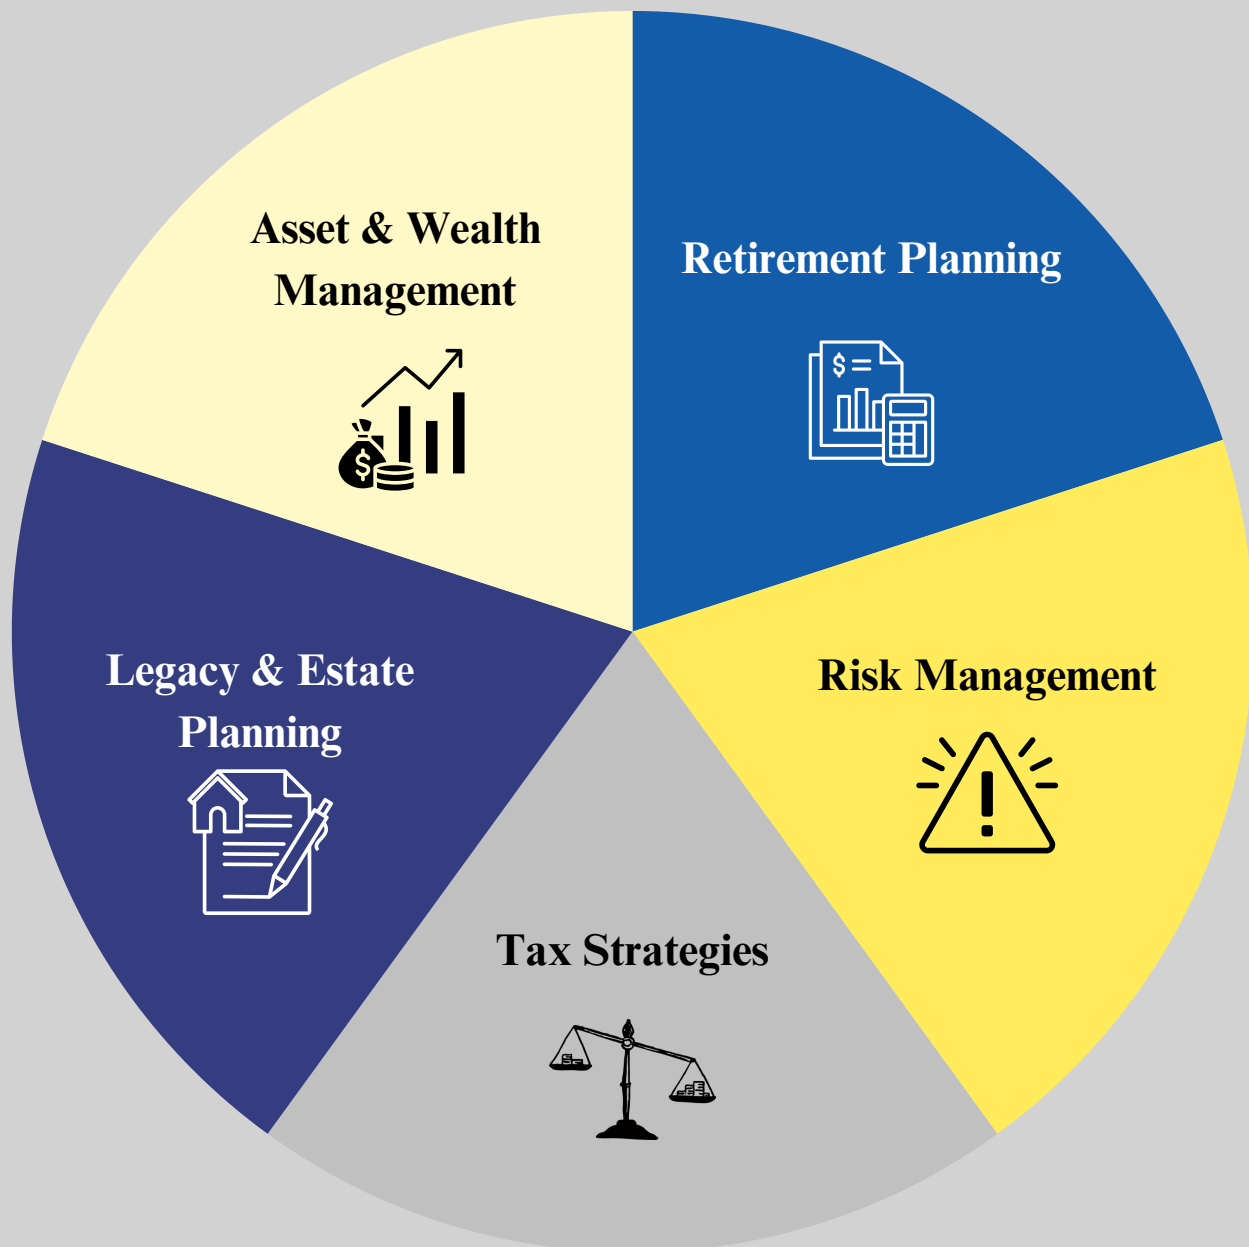 Asset & Wealth
Management
Retirement Planning
$ =
Risk Management
Legacy & Estate
Planning
Tax Strategies
$
!